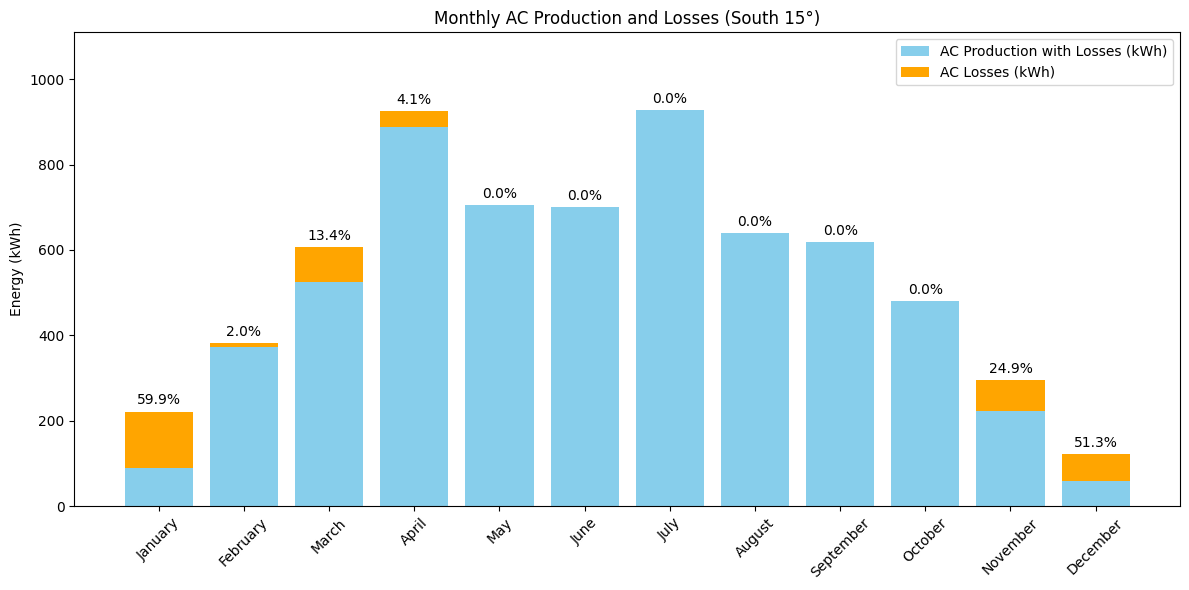 Monthly AC Production and Losses (South 15°)
AC Production with Losses (kWh)
AC Losses (kWh)
Energy (kWh)
1000
800
600
400
200
0
59.9%
2.0%
13.4%
4.1%
0.0%
0.0%
0.0%
0.0%
0.0%
0.0%
24.9%
51.3%
January
February
March
April
May
June
July
August
September
October
November
December